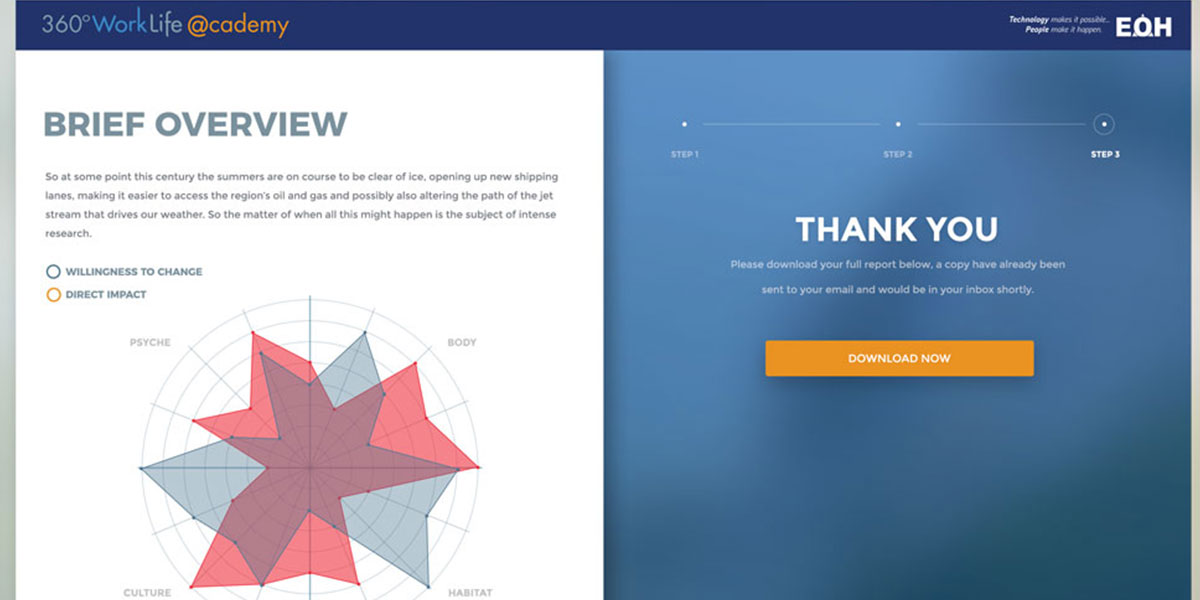 360°WorkLife @cademy
Technology makes it possible...
People make it happen.
EOH
BRIEF OVERVIEW
So at some point this century the summers are on course to be clear of ice, opening up new shipping
lanes, making it easier to access the region's oil and gas and possibly also altering the path of the jet
stream that drives our weather. So the matter of when all this might happen is the subject of intense
research.
WILLINGNESS TO CHANGE
DIRECT IMPACT
PSYCHE
BODY
CULTURE
HABITAT
STEP 1
STEP 2
STEP 3
THANK YOU
Please download your full report below, a copy have already been
sent to your email and would be in your inbox shortly.
DOWNLOAD NOW